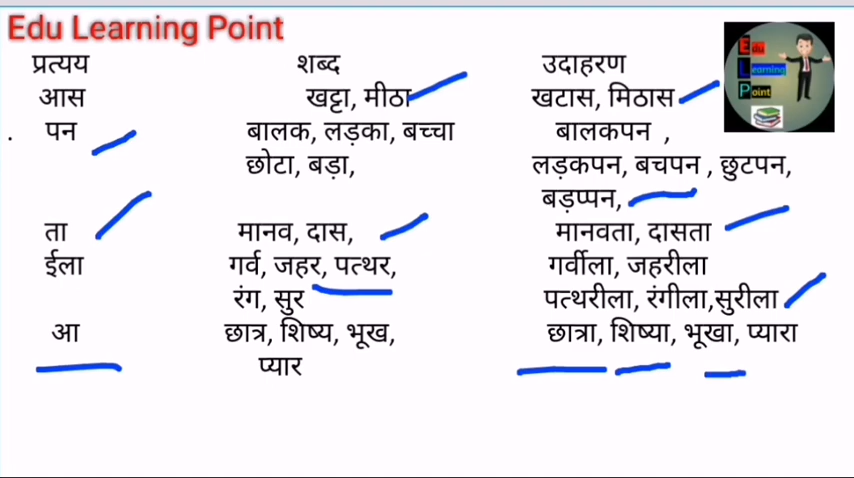 Edu Learning Point
प्रत्यय शब्द उदाहरण
आस खट्टा, मीठा खटास, मिठास
. पन बालक, लड़का, बच्चा बालकपन ,
छोटा, बड़ा, लड़कपन, बचपन , छुटपन,
बड़प्पन,
ता मानव, दास, मानवता, दासता
ईला गर्व, जहर, पत्थर, गर्वीला, जहरीला
रंग, सुर पत्थरीला, रंगीला,सुरीला
आ छात्र, शिष्य, भूख, छात्रा, शिष्या, भूखा, प्यारा
प्यार
Edu
Learning
Point